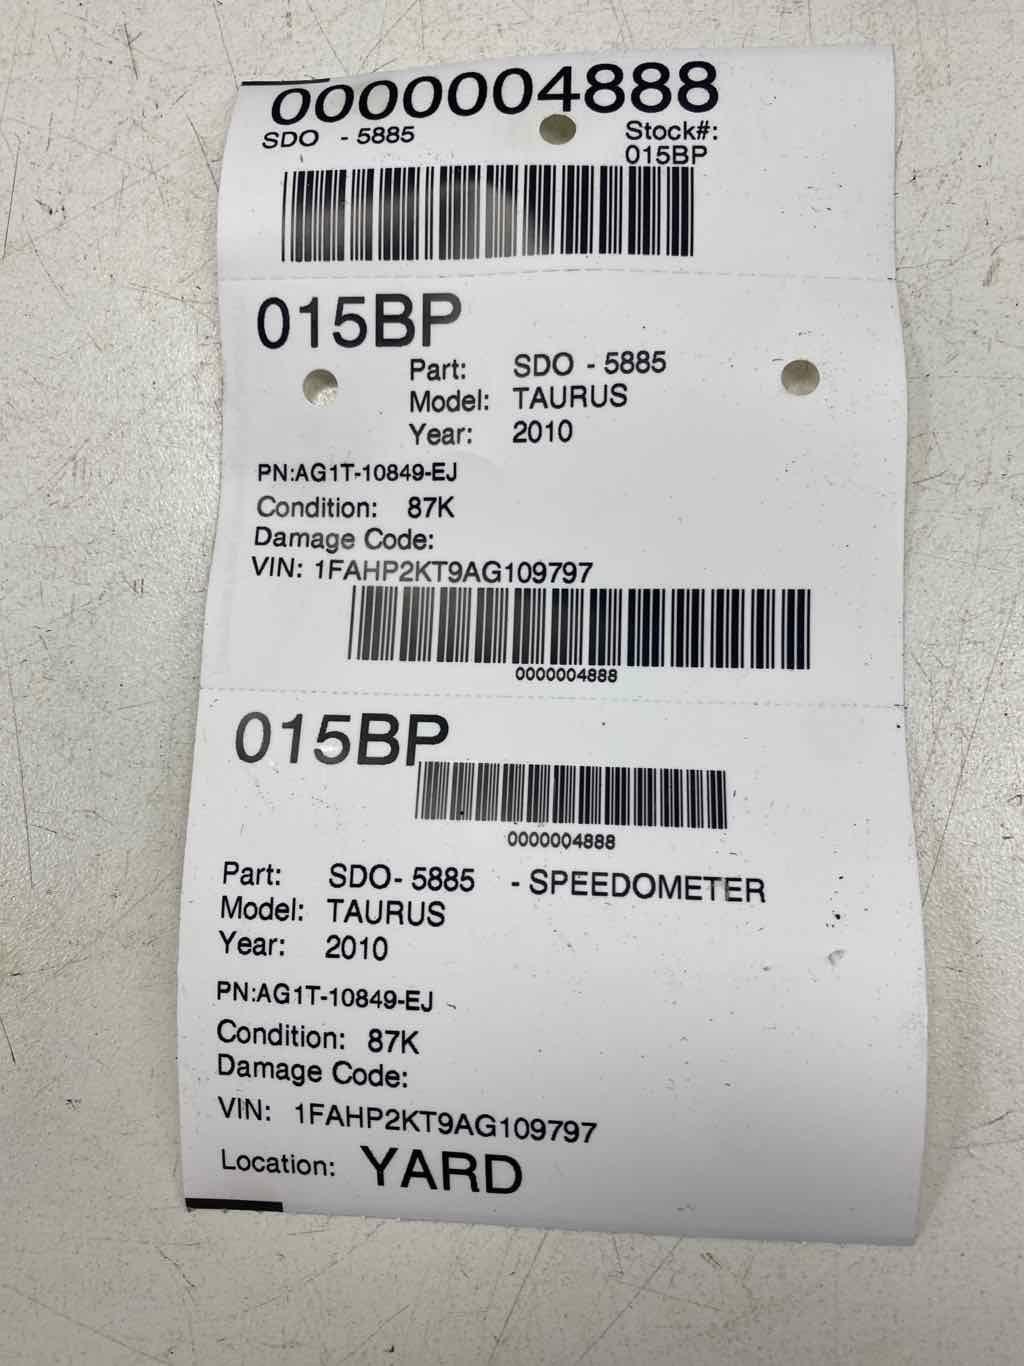 0000004888
SDO - 5885
Stock#:
015BP
015BP
Part: SDO - 5885
Model: TAURUS
Year: 2010
PN:AG1T-10849-EJ
Condition: 87K
Damage Code:
VIN: 1FAHP2KT9AG109797
0000004888
015BP
0000004888
Part: SDO- 5885 - SPEEDOMETER
Model: TAURUS
Year: 2010
PN:AG1T-10849-EJ
Condition: 87K
Damage Code:
VIN: 1FAHP2KT9AG109797
Location: YARD